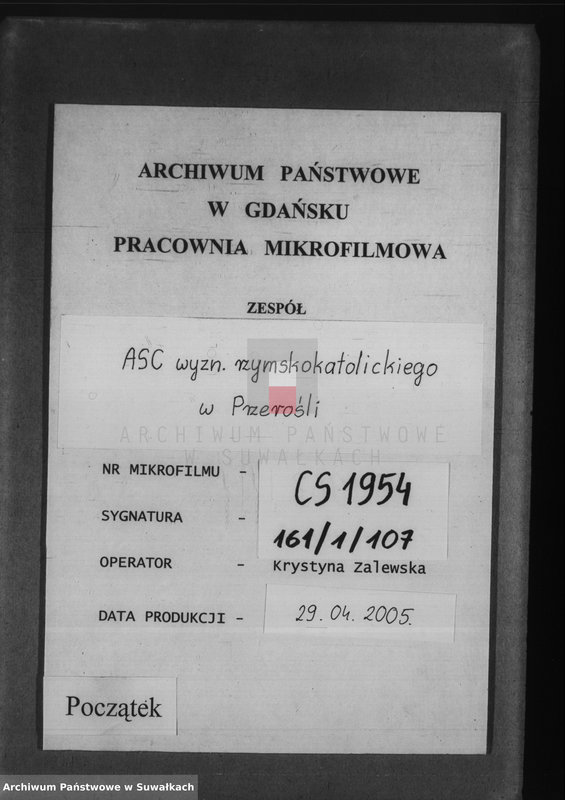 ARCHIWUM PAŃSTWOWE
W GDAŃSKU
PRACOWNIA MIKROFILMOWA
ZESPÓŁ
ASC wyzn. rzymskokatolickiego
w Przerośli
ARCHIWUM PAŃSTWOWE
W SUWAŁKACH
NR MIKROFILMU - CS 1954
SYGNATURA - 161/1/107
OPERATOR - Krystyna Zalewska
DATA PRODUKCJI - 29.04.2005.
Początek
Archiwum Państwowe w Suwałkach